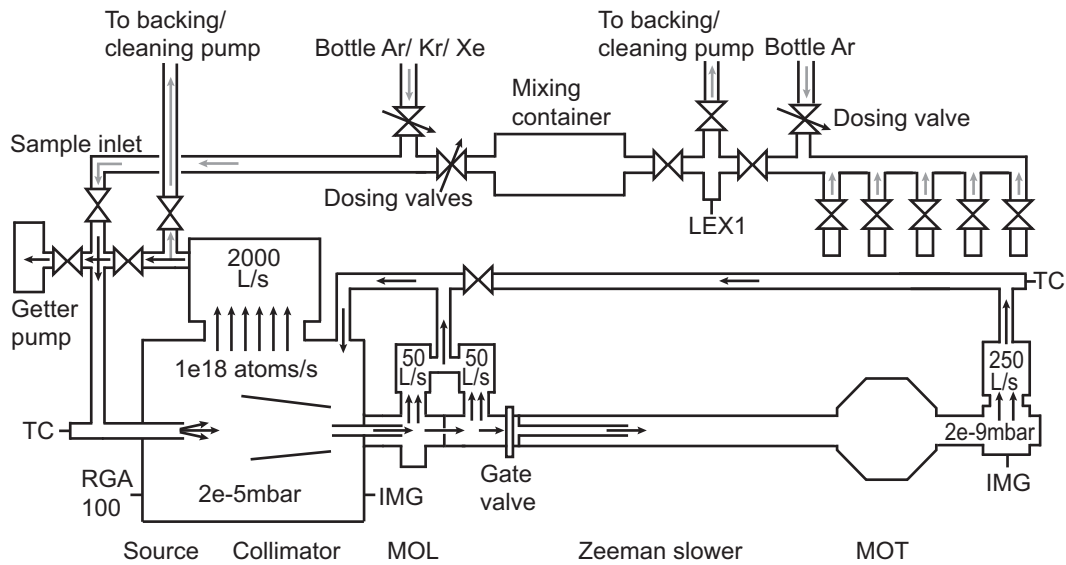 To backing/
cleaning pump
Bottle Ar/ Kr/ Xe
To backing/
cleaning pump
Bottle Ar
Mixing
container
Dosing valve
Sample inlet
Dosing valves
LEX1
2000
L/s
Getter
pump
TC
1e18 atoms/s
50
L/s
50
L/s
250
L/s
TC
2e-9mbar
Gate
valve
RGA
100
2e-5mbar
IMG
IMG
Source
Collimator
MOL
Zeeman slower
MOT